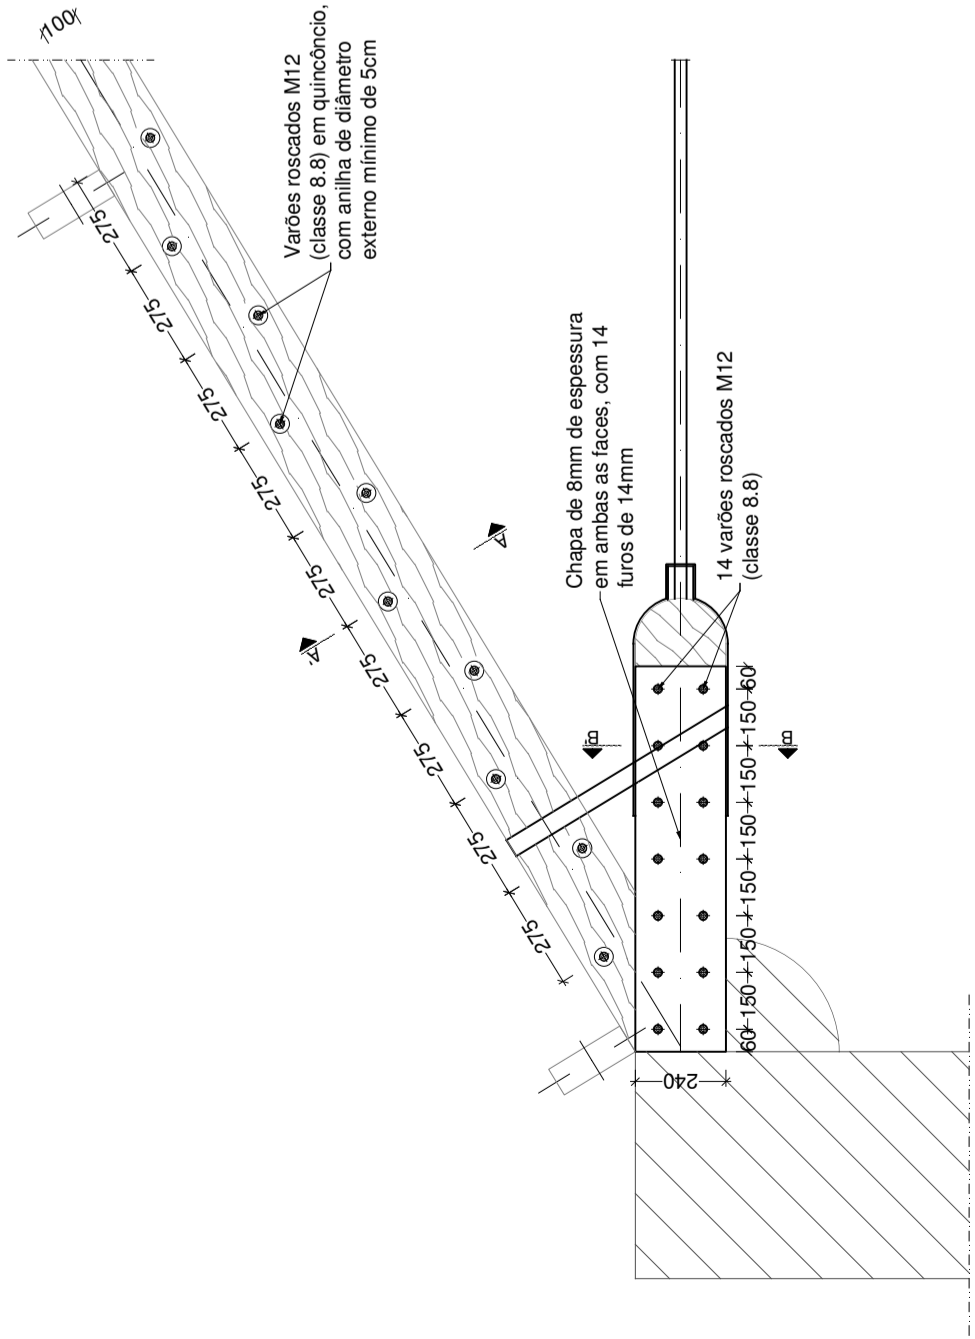 100
Varões roscados M12
(classe 8.8) em quincôncio,
com anilha de diâmetro
externo mínimo de 5cm
275
275
275
275
275
275
275
275
275
A'
A
Chapa de 8mm de espessura
em ambas as faces, com 14
furos de 14mm
14 varões roscados M12
(classe 8.8)
B'
B
60 150 150 150 150 150 150 60
240